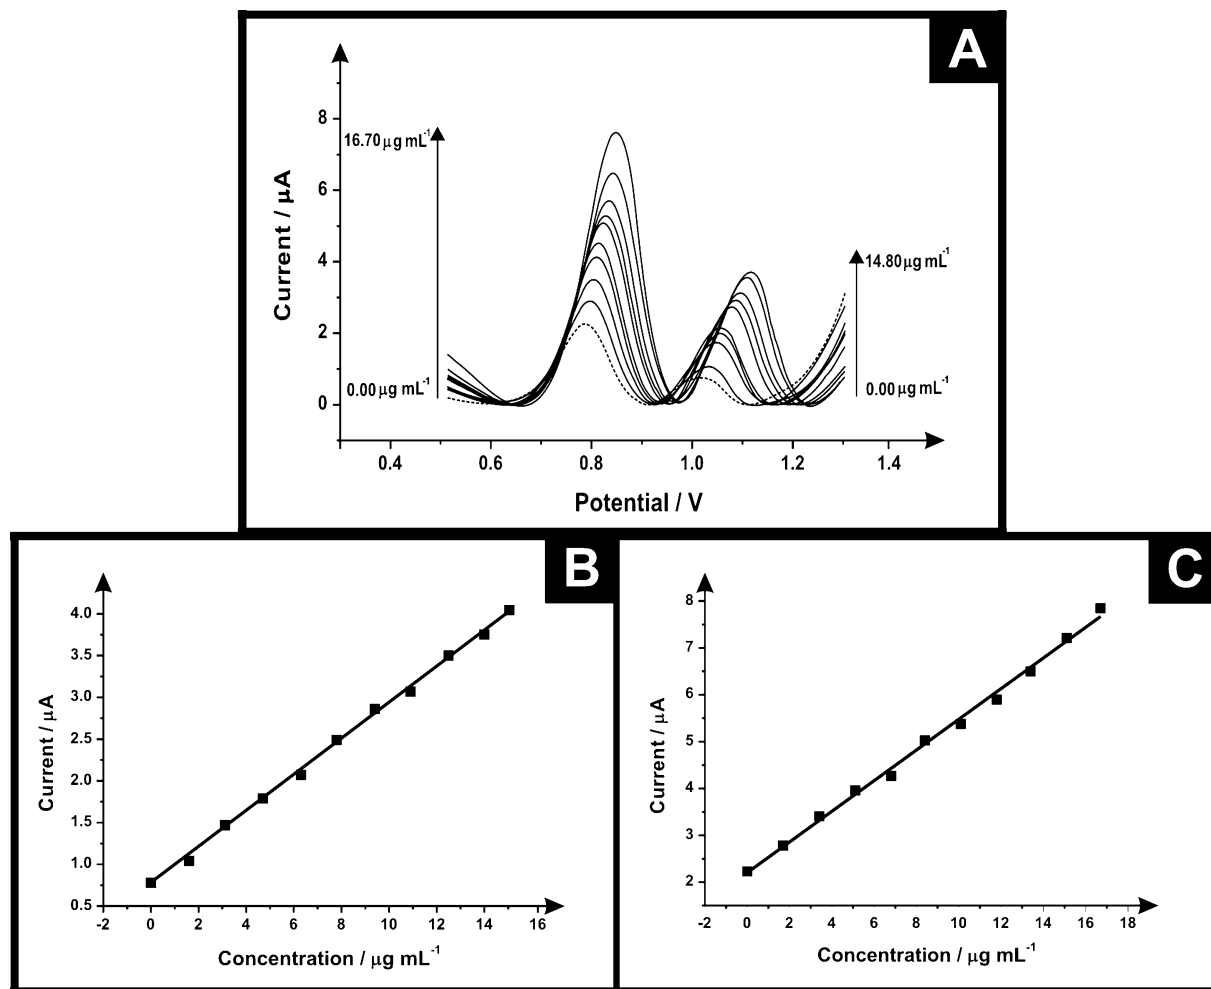 A
8
6
4
2
0
Current / µA
16.70 µg mL⁻¹
0.00 µg mL⁻¹
14.80 µg mL⁻¹
0.00 µg mL⁻¹
0.4 0.6 0.8 1.0 1.2 1.4
Potential / V
B
4.0
3.5
3.0
2.5
2.0
1.5
1.0
0.5
Current / µA
-2 0 2 4 6 8 10 12 14 16
Concentration / µg mL⁻¹
C
8
7
6
5
4
3
2
Current / µA
-2 0 2 4 6 8 10 12 14 16 18
Concentration / µg mL⁻¹